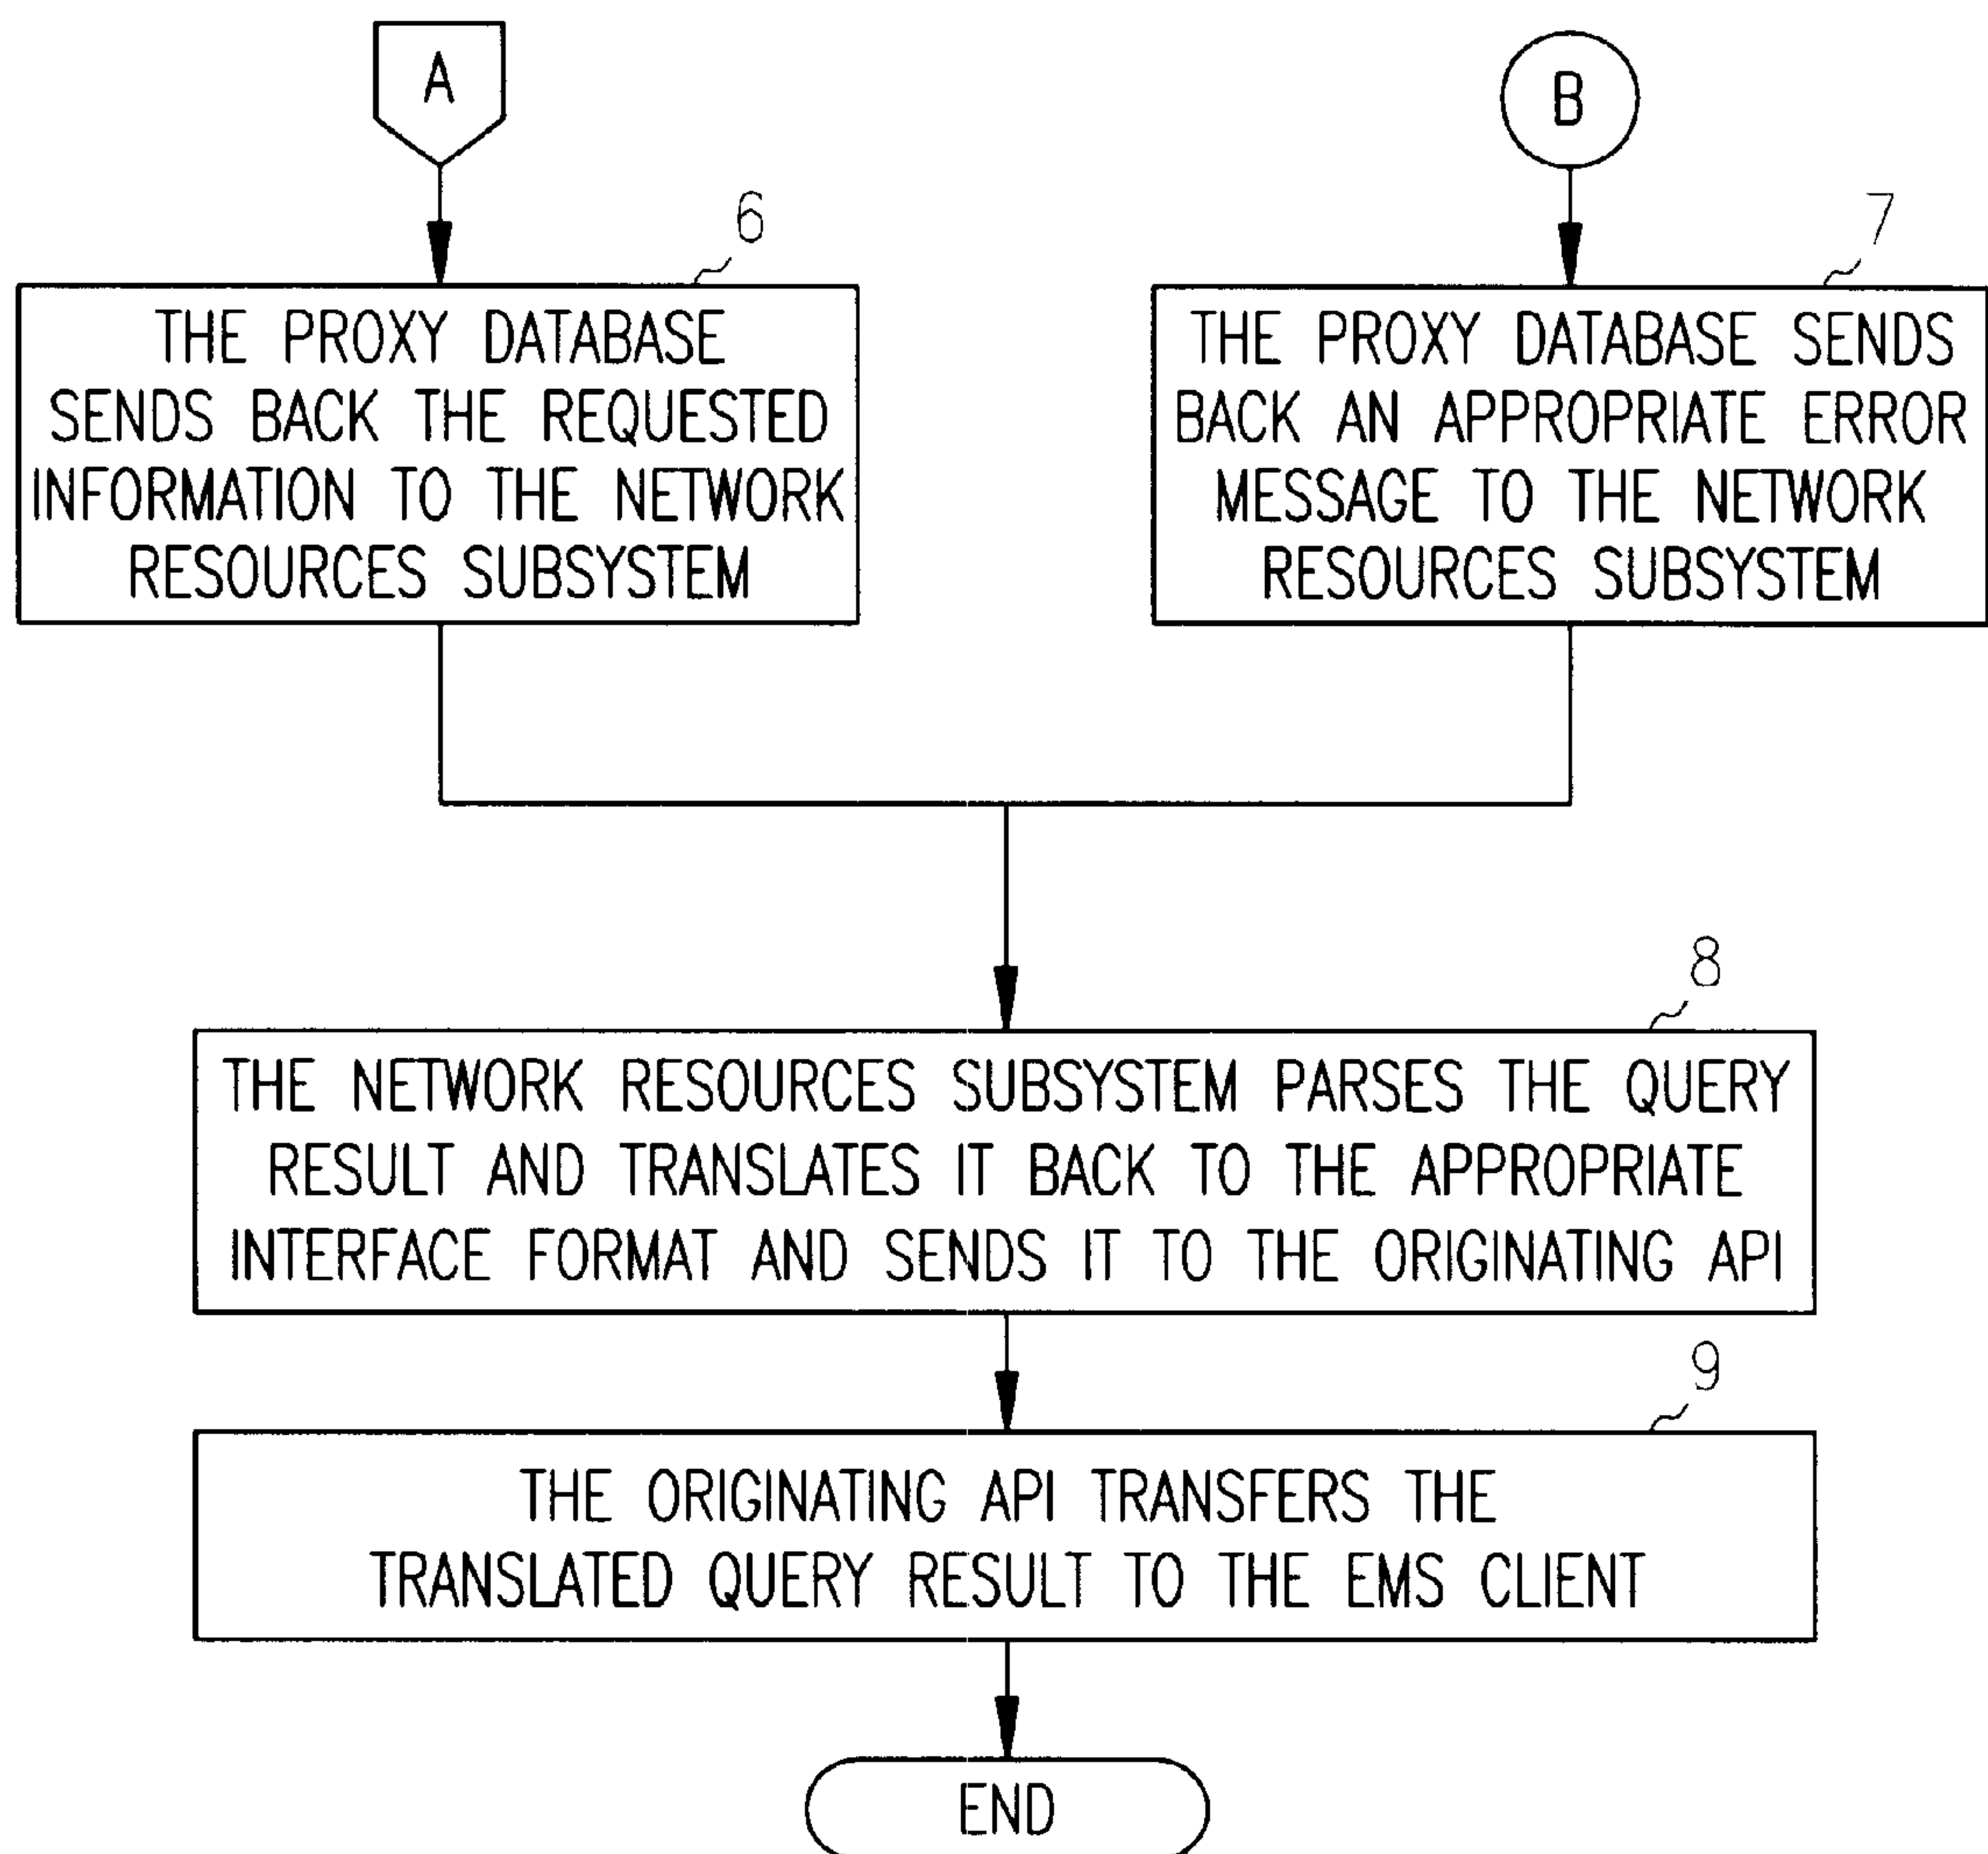 A
B
6
THE PROXY DATABASE
SENDS BACK THE REQUESTED
INFORMATION TO THE NETWORK
RESOURCES SUBSYSTEM
7
THE PROXY DATABASE SENDS
BACK AN APPROPRIATE ERROR
MESSAGE TO THE NETWORK
RESOURCES SUBSYSTEM
8
THE NETWORK RESOURCES SUBSYSTEM PARSES THE QUERY
RESULT AND TRANSLATES IT BACK TO THE APPROPRIATE
INTERFACE FORMAT AND SENDS IT TO THE ORIGINATING API
9
THE ORIGINATING API TRANSFERS THE
TRANSLATED QUERY RESULT TO THE EMS CLIENT
END